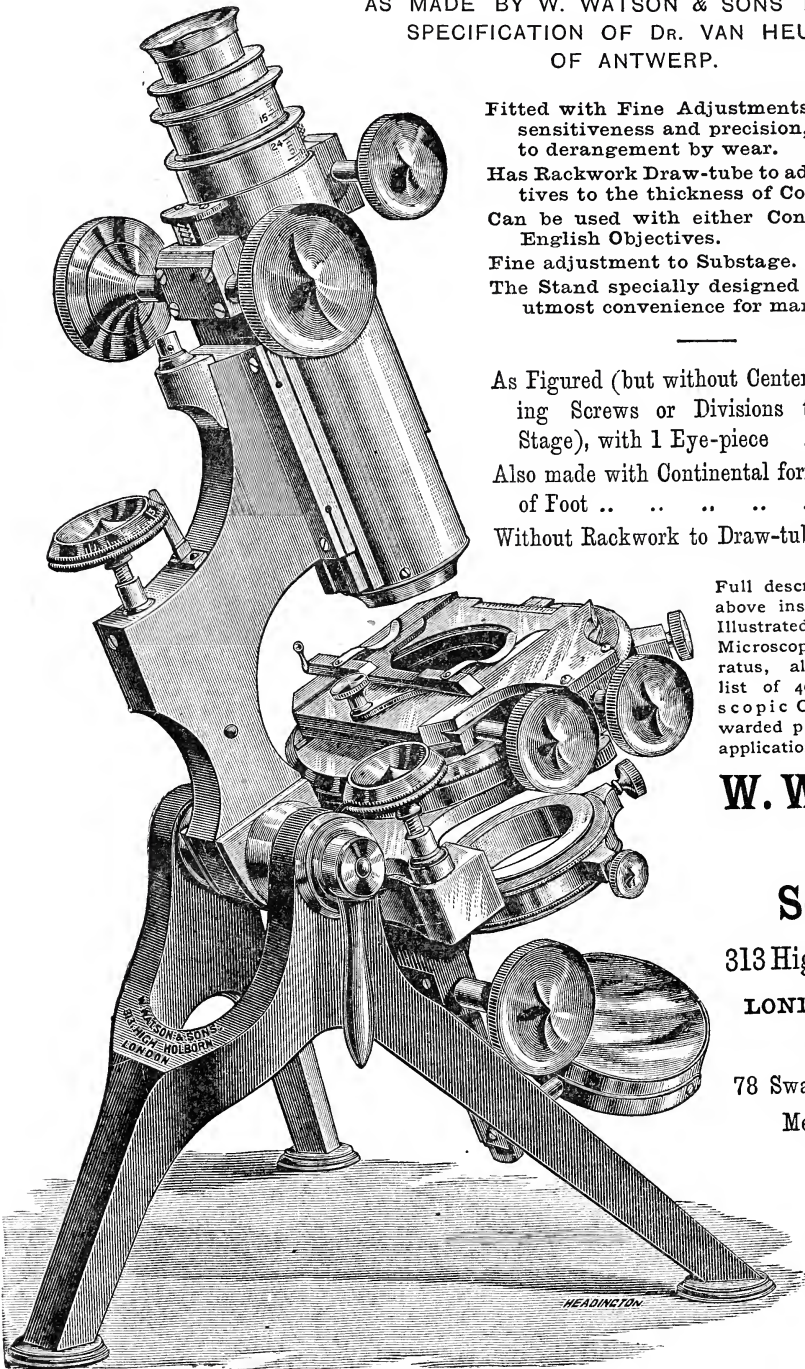 AS MADE BY W. WATSON & SONS
SPECIFICATION OF DR. VAN HEU
OF ANTWERP.
Fitted with Fine Adjustments
sensitiveness and precision,
to derangement by wear.
Has Rackwork Draw-tube to ad
tives to the thickness of Co
Can be used with either Con
English Objectives.
Fine adjustment to Substage.
The Stand specially designed
utmost convenience for ma
As Figured (but without Center
ing Screws or Divisions t
Stage), with 1 Eye-piece
Also made with Continental for
of Foot .. .. .. .. .
Without Rackwork to Draw-tu
Full descr
above ins
Illustrated
Microscop
ratus, al
list of 4
scopic O
warded p
applicatio
W. W
S
313 Hig
LON
78 Swa
Me
15
24
W. WATSON & SONS.
313, HIGH HOLBORN
LONDON
HEADINGTON.